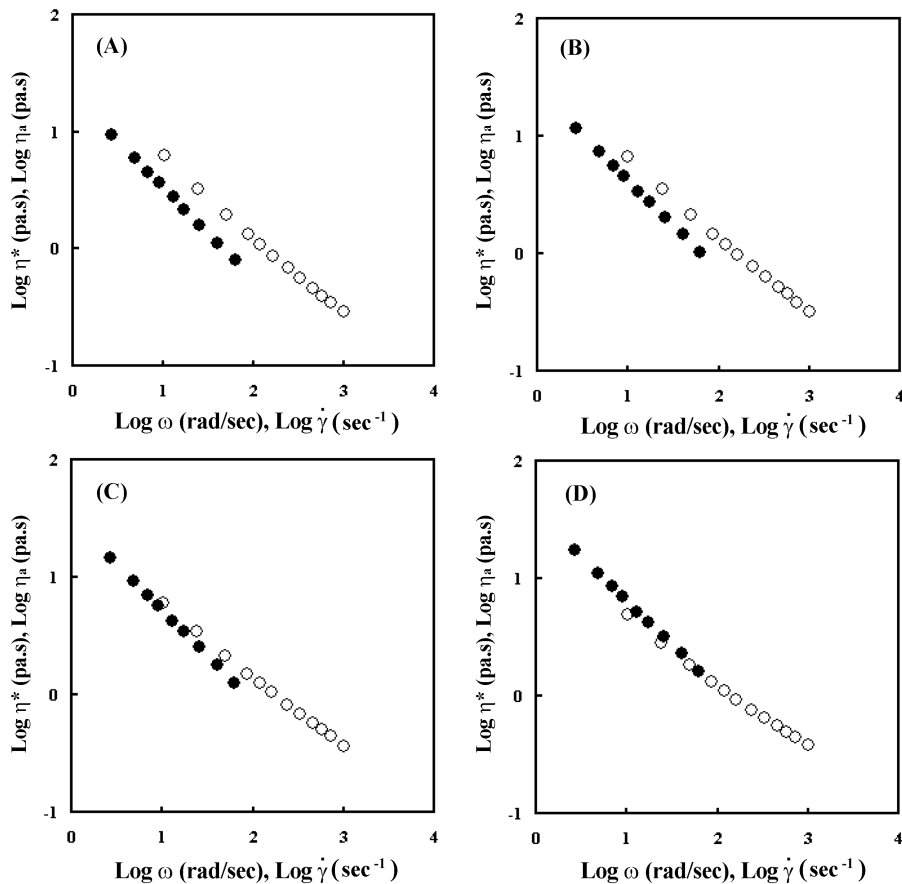 (A)
Log η* (pa.s), Log ηa (pa.s)
2
1
0
-1
0 1 2 3 4
Log ω (rad/sec), Log γ̇ (sec⁻¹)
(B)
Log η* (pa.s), Log ηa (pa.s)
2
1
0
-1
0 1 2 3 4
Log ω (rad/sec), Log γ̇ (sec⁻¹)
(C)
Log η* (pa.s), Log ηa (pa.s)
2
1
0
-1
0 1 2 3 4
Log ω (rad/sec), Log γ̇ (sec⁻¹)
(D)
Log η* (pa.s), Log ηa (pa.s)
2
1
0
-1
0 1 2 3 4
Log ω (rad/sec), Log γ̇ (sec⁻¹)